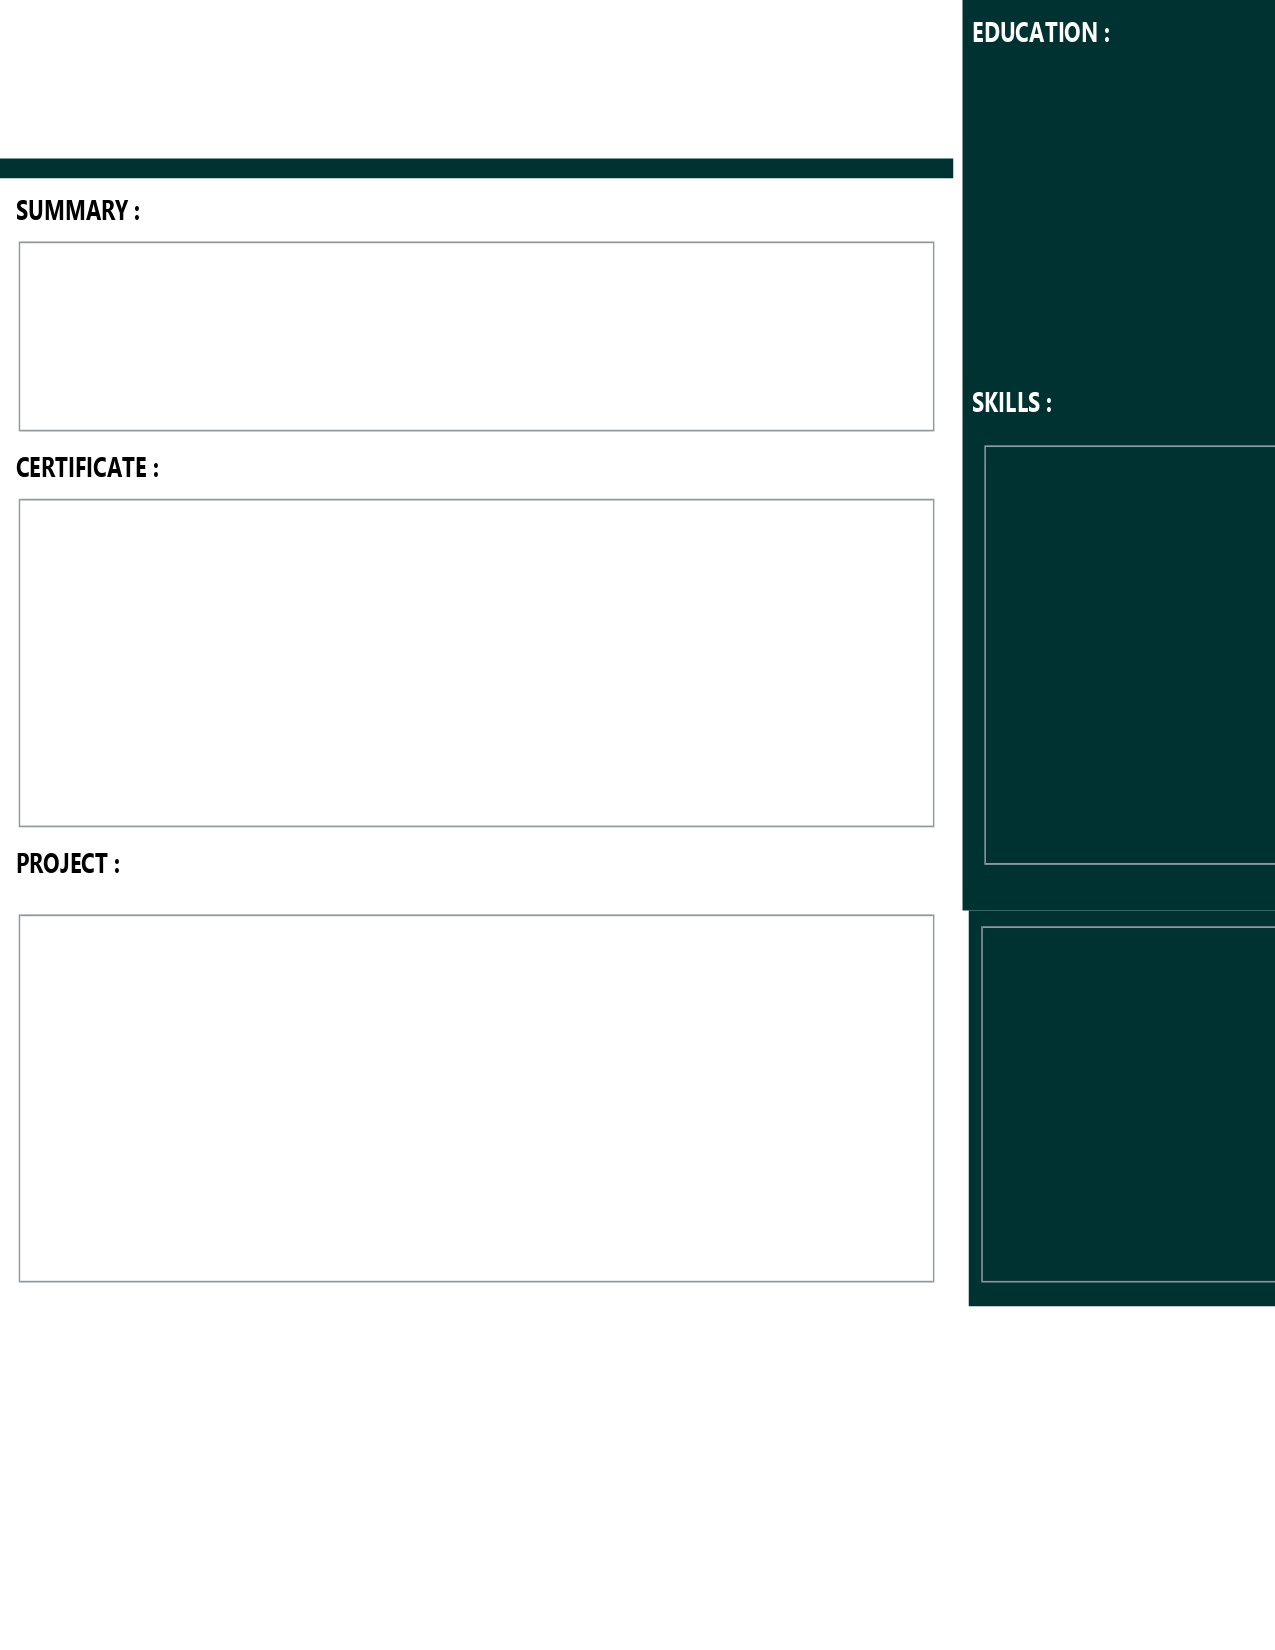 SUMMARY :
CERTIFICATE :
PROJECT :
EDUCATION :
SKILLS :